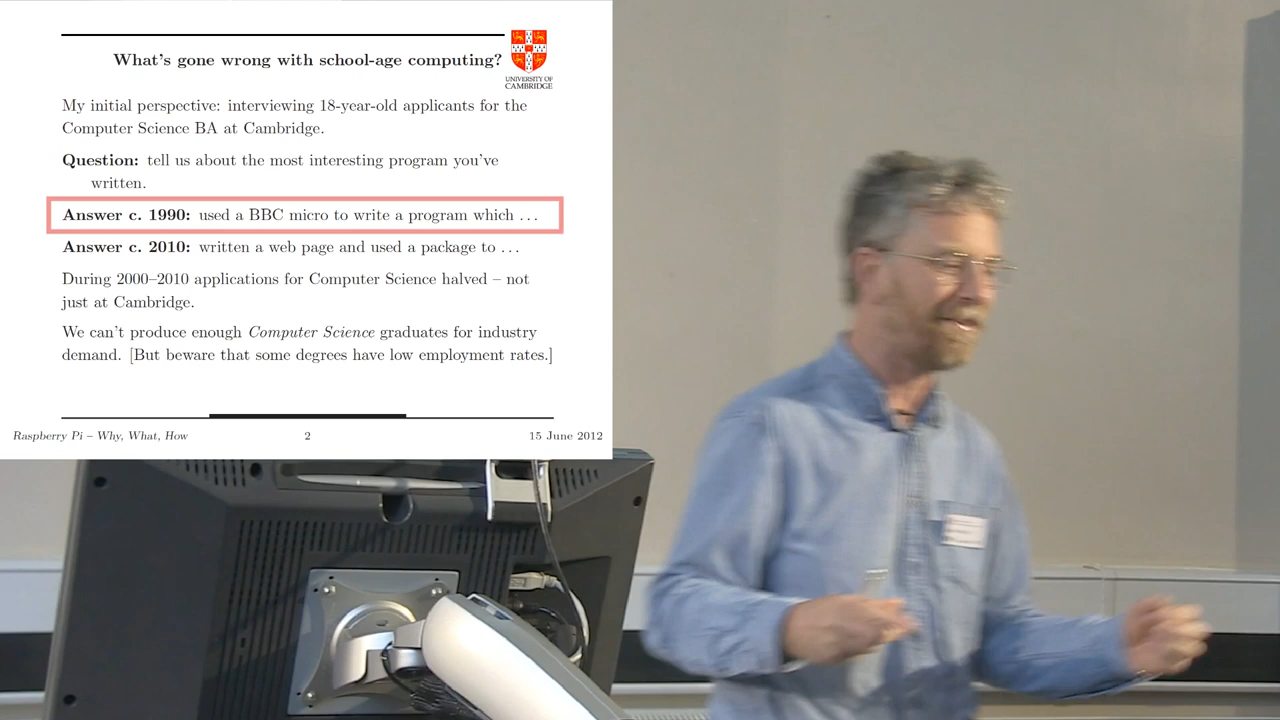 What's gone wrong with school-age computing?
UNIVERSITY OF
CAMBRIDGE
My initial perspective: interviewing 18-year-old applicants for the
Computer Science BA at Cambridge.
Question: tell us about the most interesting program you've
written.
Answer c. 1990: used a BBC micro to write a program which ...
Answer c. 2010: written a web page and used a package to ...
During 2000–2010 applications for Computer Science halved – not
just at Cambridge.
We can't produce enough Computer Science graduates for industry
demand. [But beware that some degrees have low employment rates.]
Raspberry Pi – Why, What, How 2 15 June 2012